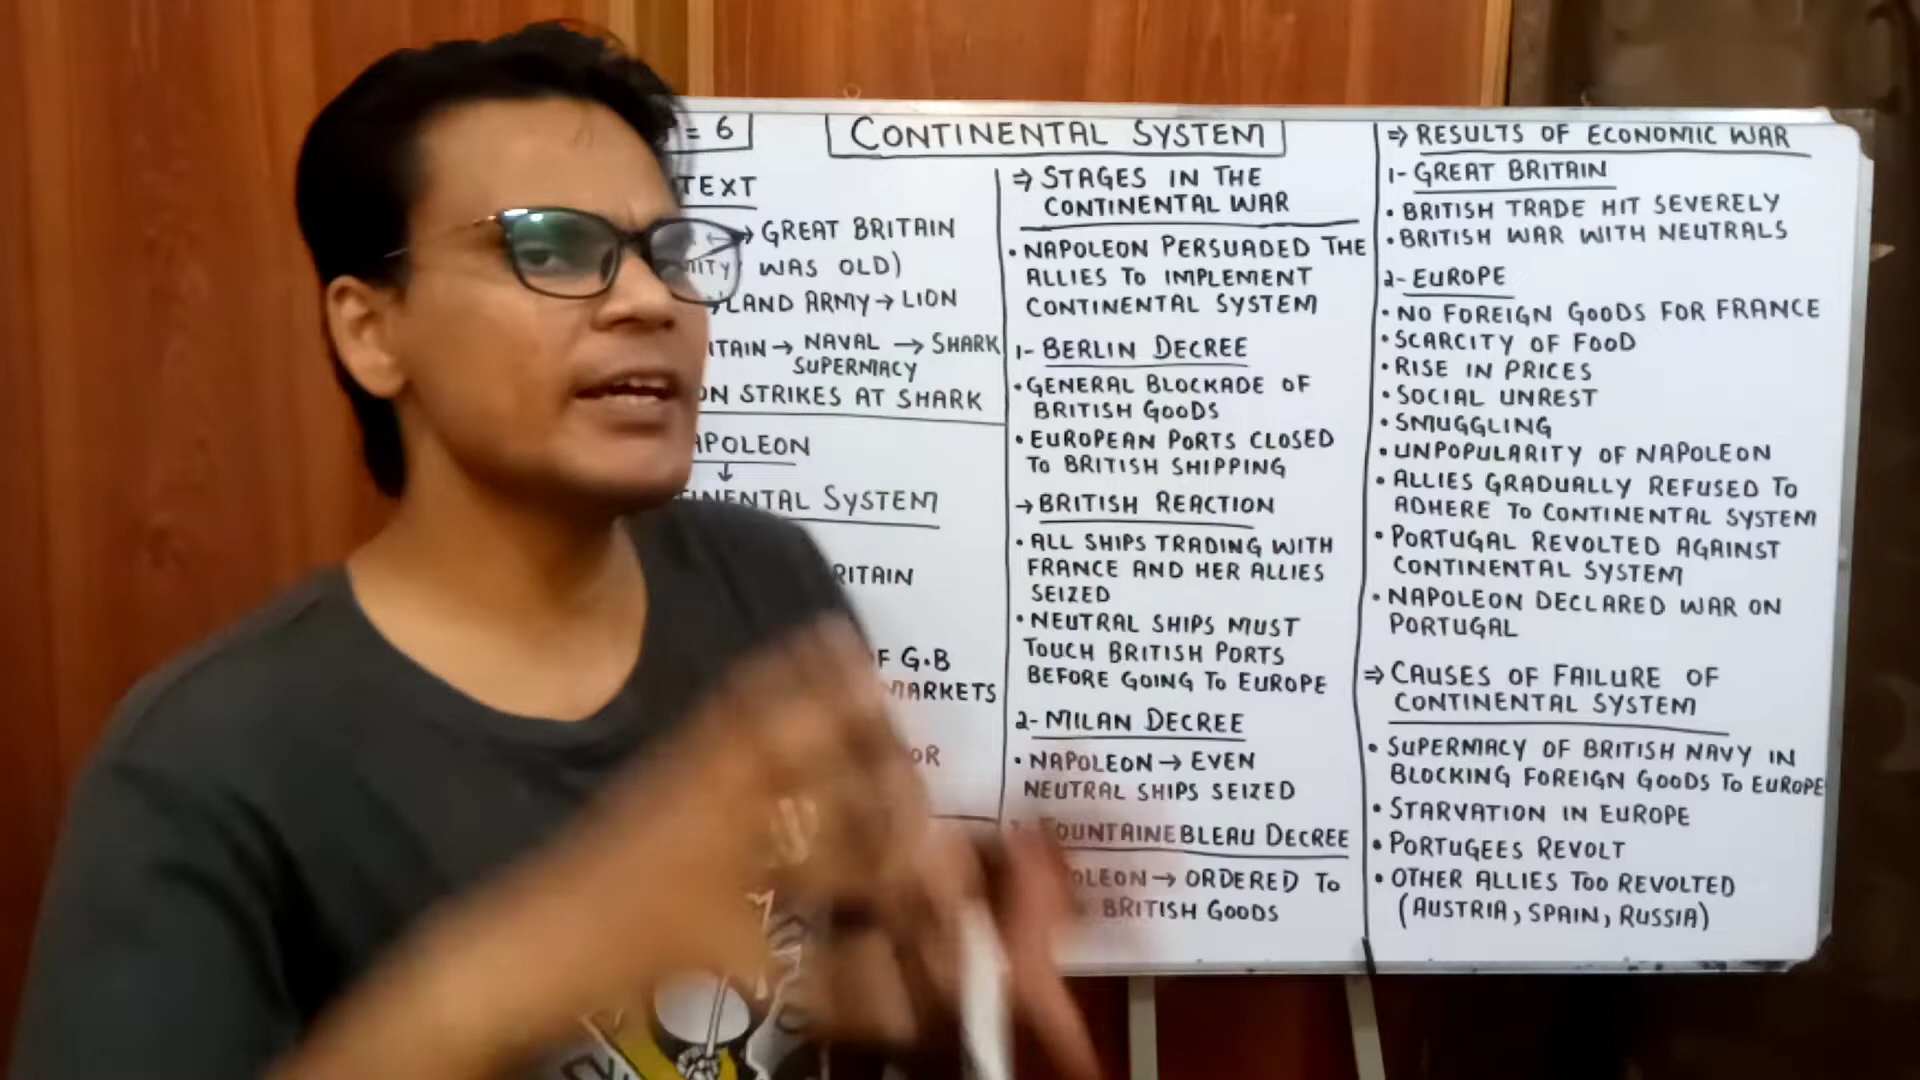 = 6
CONTINENTAL SYSTEM
TEXT
→ GREAT BRITAIN
WAS OLD)
LAND ARMY → LION
ITAIN → NAVAL → SHARK
SUPERMACY
ON STRIKES AT SHARK
APOLEON
↓
TINENTAL SYSTEM
RITAIN
F G.B
MARKETS
OR
⇒ STAGES IN THE
CONTINENTAL WAR
• NAPOLEON PERSUADED THE
ALLIES TO IMPLEMENT
CONTINENTAL SYSTEM
1- BERLIN DECREE
• GENERAL BLOCKADE OF
BRITISH GOODS
• EUROPEAN PORTS CLOSED
TO BRITISH SHIPPING
→ BRITISH REACTION
• ALL SHIPS TRADING WITH
FRANCE AND HER ALLIES
SEIZED
• NEUTRAL SHIPS MUST
TOUCH BRITISH PORTS
BEFORE GOING TO EUROPE
2- MILAN DECREE
• NAPOLEON → EVEN
NEUTRAL SHIPS SEIZED
FOUNTAINEBLEAU DECREE
OLEON → ORDERED TO
BRITISH GOODS
⇒ RESULTS OF ECONOMIC WAR
1- GREAT BRITAIN
• BRITISH TRADE HIT SEVERELY
• BRITISH WAR WITH NEUTRALS
2- EUROPE
• NO FOREIGN GOODS FOR FRANCE
• SCARCITY OF FOOD
• RISE IN PRICES
• SOCIAL UNREST
• SMUGGLING
• UNPOPULARITY OF NAPOLEON
• ALLIES GRADUALLY REFUSED TO
ADHERE TO CONTINENTAL SYSTEM
• PORTUGAL REVOLTED AGAINST
CONTINENTAL SYSTEM
• NAPOLEON DECLARED WAR ON
PORTUGAL
⇒ CAUSES OF FAILURE OF
CONTINENTAL SYSTEM
• SUPERMACY OF BRITISH NAVY IN
BLOCKING FOREIGN GOODS TO EUROPE
• STARVATION IN EUROPE
• PORTUGEES REVOLT
• OTHER ALLIES TOO REVOLTED
(AUSTRIA, SPAIN, RUSSIA)